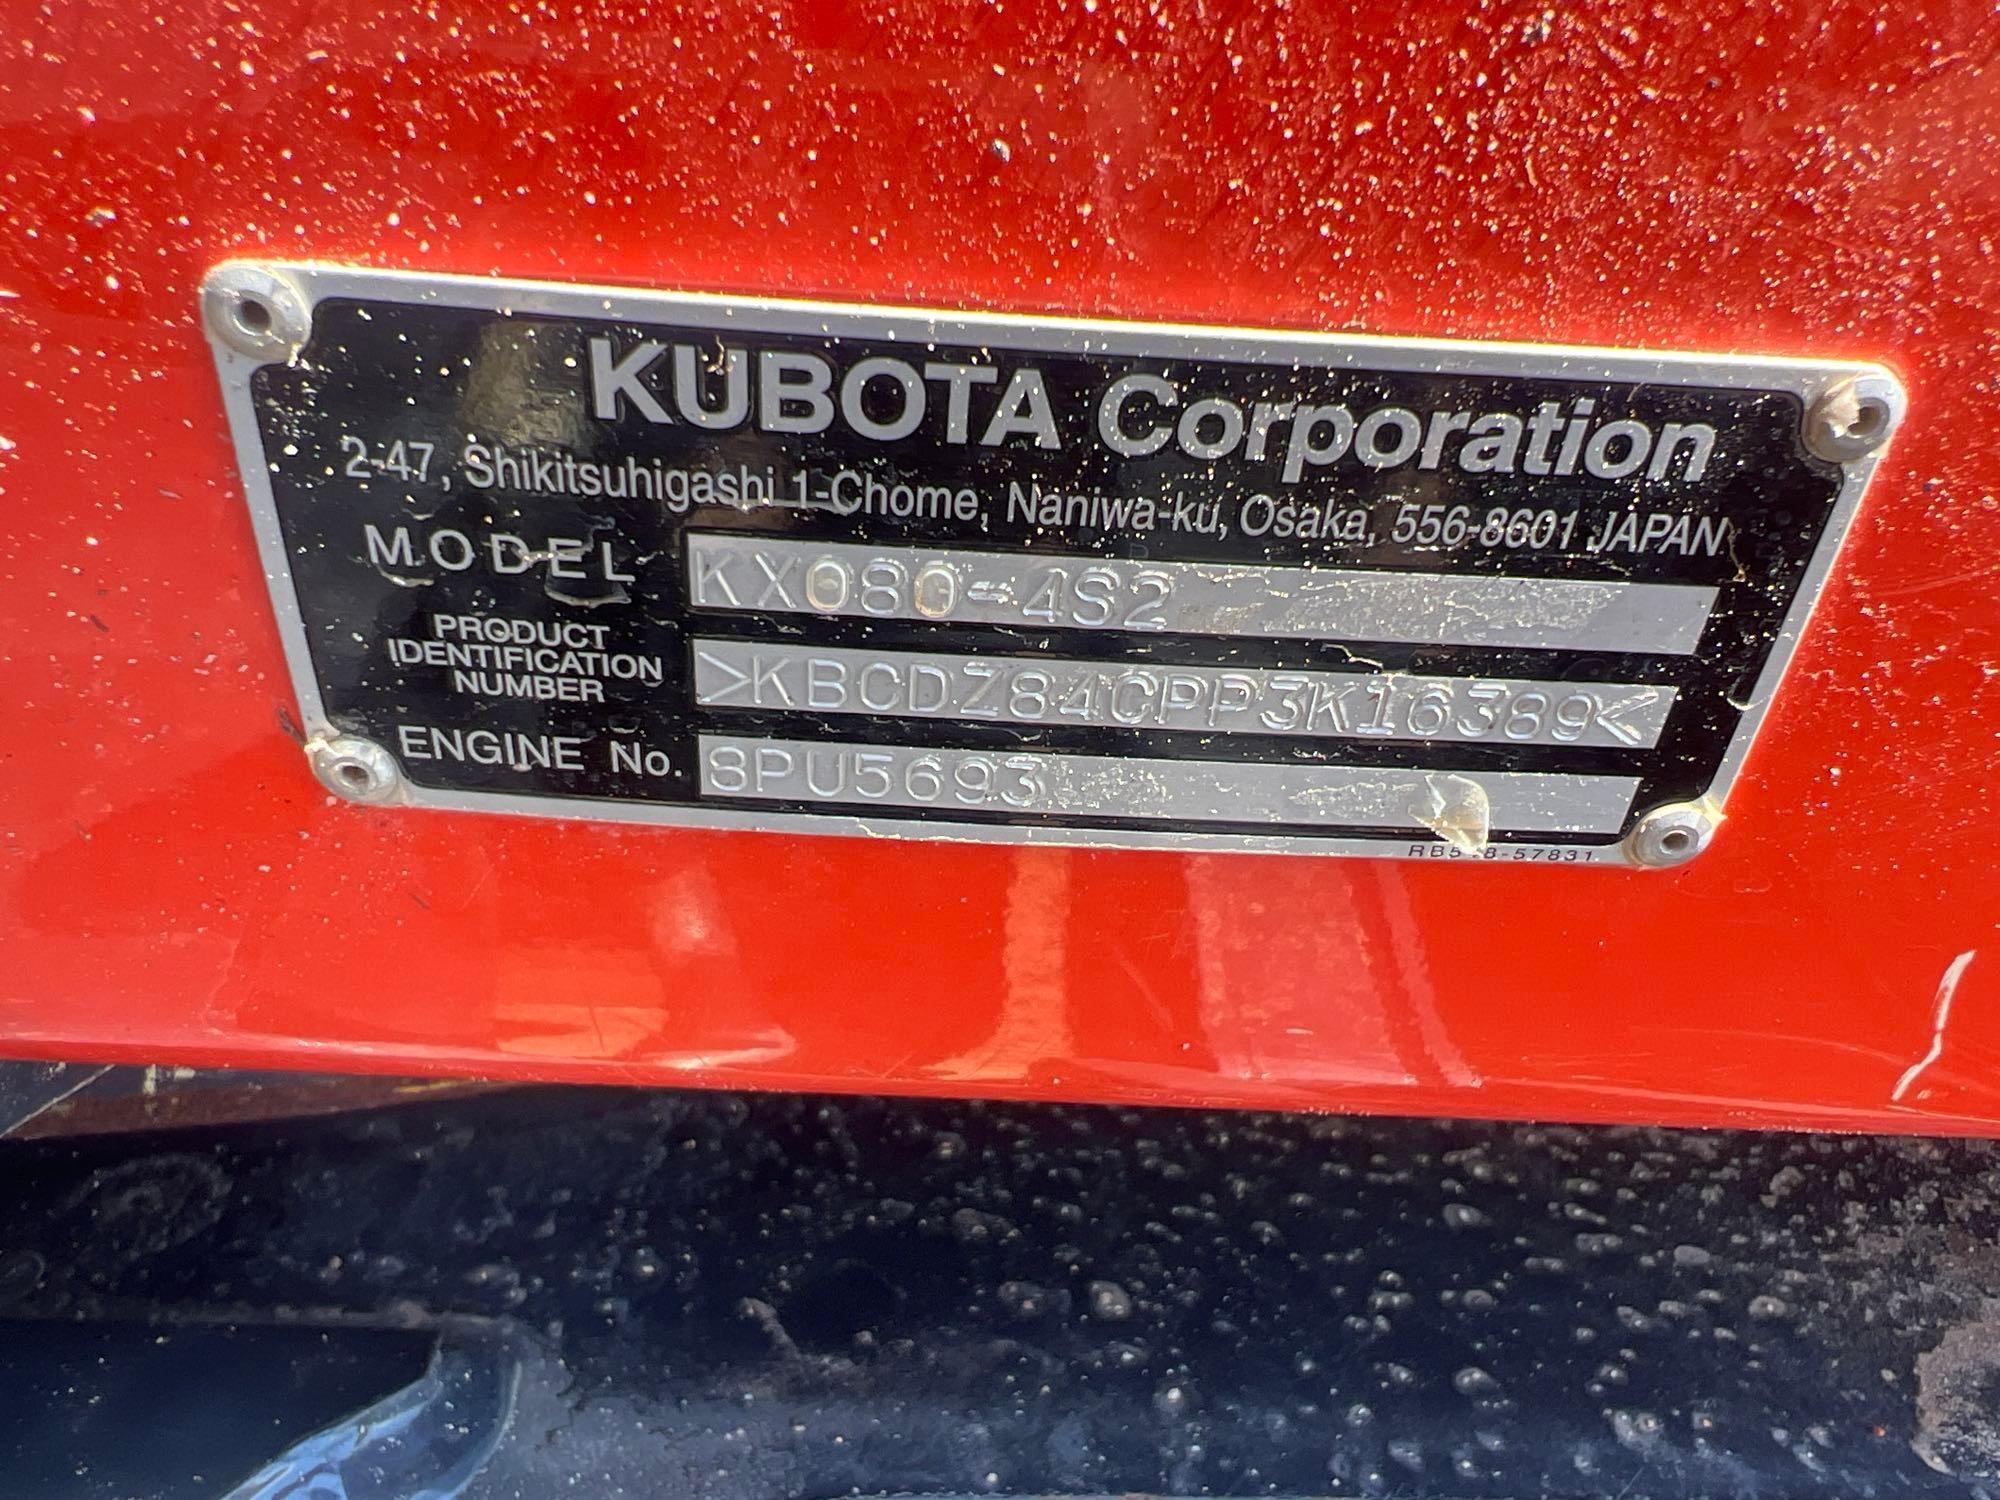 KUBOTA Corporation
2-47, Shikitsuhigashi 1-Chome, Naniwa-ku, Osaka, 556-8601 JAPAN
MODEL KX080-4S2
PRODUCT
IDENTIFICATION
NUMBER >KBCDZ84CPP3K16389<
ENGINE No. 8PU5693